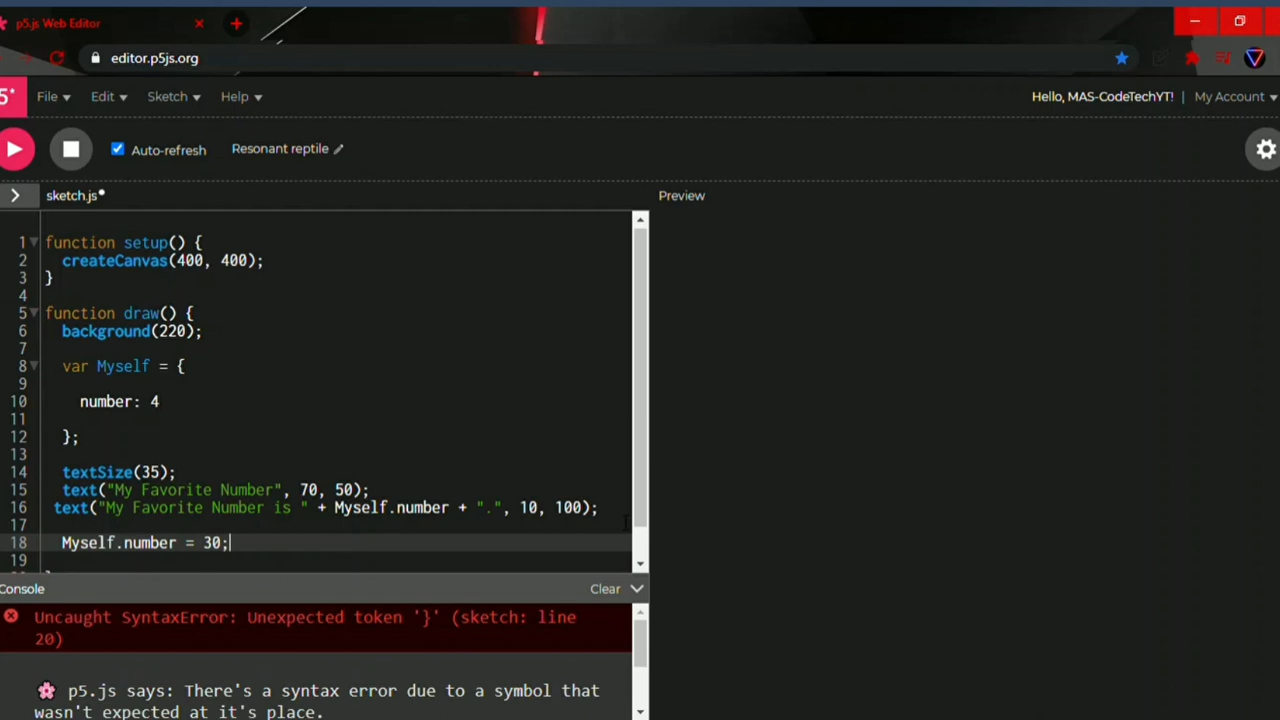 p5.js Web Editor
editor.p5js.org
5*
File
Edit
Sketch
Help
Hello, MAS-CodeTechYT!
|
My Account
Auto-refresh
Resonant reptile
sketch.js
Preview
1 function setup() {
2 createCanvas(400, 400);
3 }
4
5 function draw() {
6 background(220);
7
8 var Myself = {
9
10 number: 4
11
12 };
13
14 textSize(35);
15 text("My Favorite Number", 70, 50);
16 text("My Favorite Number is " + Myself.number + ".", 10, 100);
17
18 Myself.number = 30;
19
Console
Clear
Uncaught SyntaxError: Unexpected token '}' (sketch: line
20)
🌸 p5.js says: There's a syntax error due to a symbol that
wasn't expected at it's place.